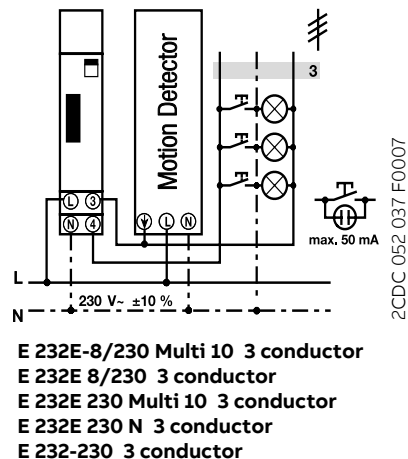 Motion Detector
3
L 3
N 4
L N
max. 50 mA
L
230 V~ ±10 %
N
2CDC 052 037 F0007
E 232E-8/230 Multi 10 3 conductor
E 232E 8/230 3 conductor
E 232E 230 Multi 10 3 conductor
E 232E 230 N 3 conductor
E 232-230 3 conductor